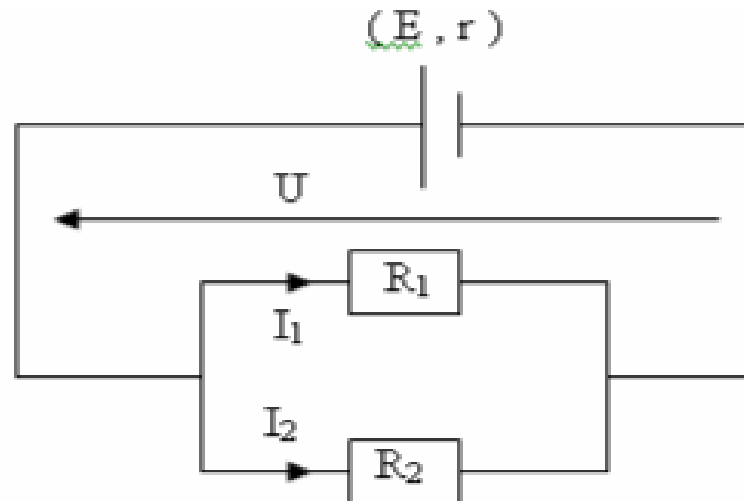 (E,r)
U
R₁
I₁
I₂
R₂